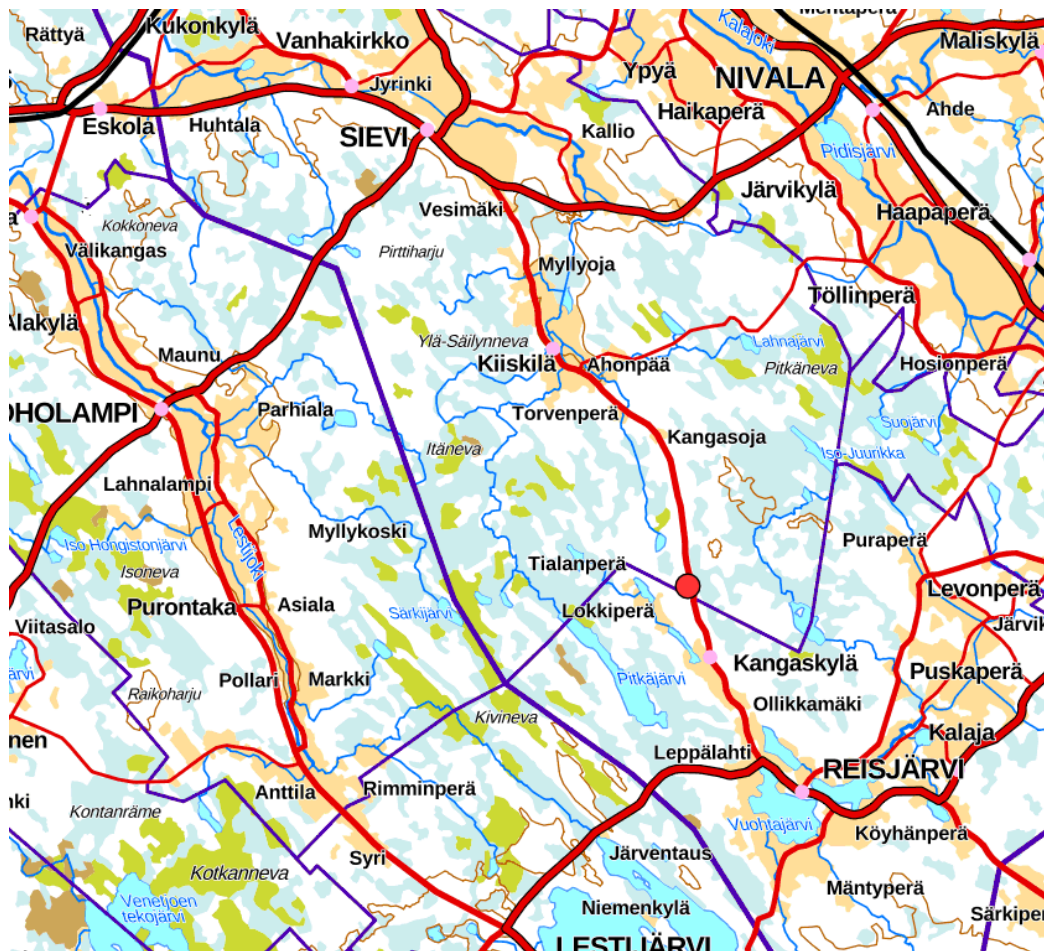 Rättyä
Kukonkylä
Vanhakirkko
Kalajoki
Maliskylä
Ypyä
NIVALA
Jyrinki
Haikaperä
Ahde
Eskola
Huhtala
SIEVI
Kallio
Pidisjärvi
Järvikylä
Vesimäki
Haapaperä
Kokkoneva
Välikangas
Pirttiharju
Myllyoja
Töllinperä
Alakylä
Ylä-Säilynneva
Lahnajärvi
Maunu
Kiiskilä
Ahonpää
Pitkäneva
Hosionperä
OHOLAMPI
Parhiala
Torvenperä
Suojärvi
Kangasoja
Itäneva
Iso-Juurikka
Lahnalampi
Lestijoki
Myllykoski
Iso Hongistonjärvi
Puraperä
Isoneva
Tialanperä
Levonperä
Purontaka
Asiala
Särkijärvi
Lokkiperä
Viitasalo
Järvik
Kangaskylä
Puskaperä
ärvi
Raikoharju
Pollari
Markki
Pitkäjärvi
Ollikkamäki
Kivineva
Kalaja
nen
Leppälahti
REISJÄRVI
Anttila
Rimminperä
nki
Kontanräme
Vuohtajärvi
Köyhänperä
Syri
Järventaus
Kotkanneva
Mäntyperä
Venetjoen
tekojärvi
Niemenkylä
Särkiper
LESTIJÄRVI